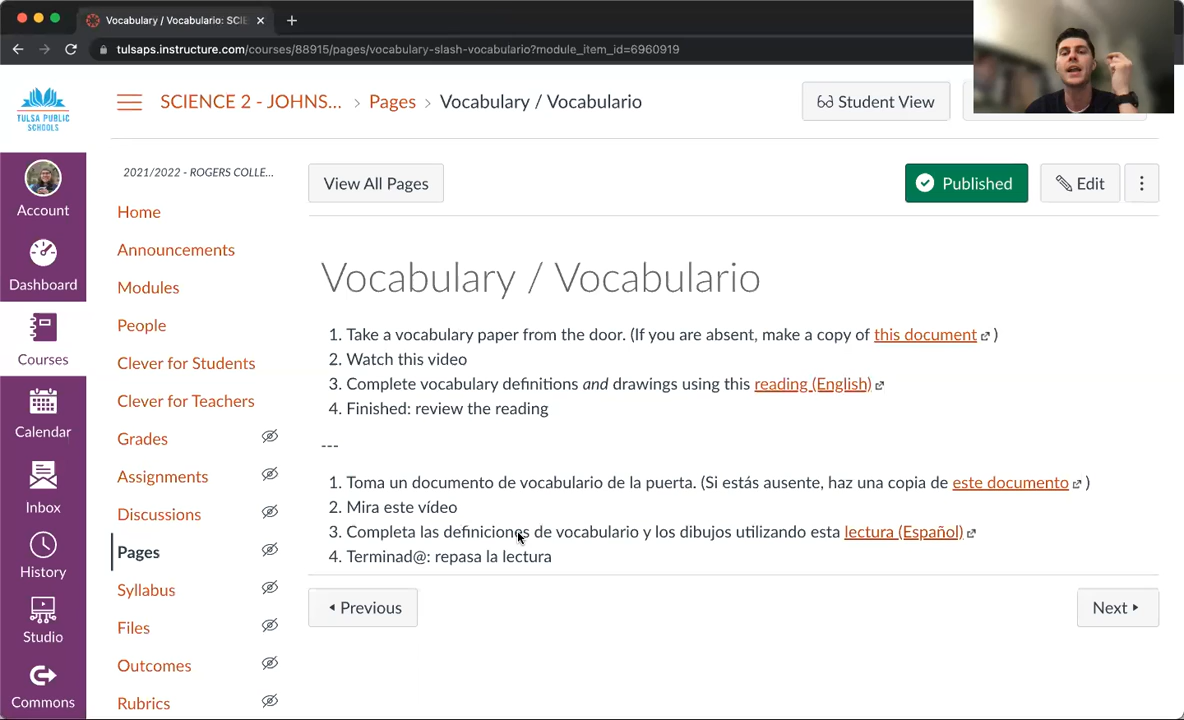 Vocabulary / Vocabulario: SCIE
tulsaps.instructure.com/courses/88915/pages/vocabulary-slash-vocabulario?module_item_id=6960919
TULSA PUBLIC
SCHOOLS
SCIENCE 2 - JOHNS... > Pages > Vocabulary / Vocabulario
Student View
Account
Dashboard
Courses
Calendar
Inbox
History
Studio
Commons
2021/2022 - ROGERS COLLE...
Home
Announcements
Modules
People
Clever for Students
Clever for Teachers
Grades
Assignments
Discussions
Pages
Syllabus
Files
Outcomes
Rubrics
View All Pages
Published
Edit
Vocabulary / Vocabulario
1. Take a vocabulary paper from the door. (If you are absent, make a copy of this document )
2. Watch this video
3. Complete vocabulary definitions and drawings using this reading (English)
4. Finished: review the reading
---
1. Toma un documento de vocabulario de la puerta. (Si estás ausente, haz una copia de este documento )
2. Mira este vídeo
3. Completa las definiciones de vocabulario y los dibujos utilizando esta lectura (Español)
4. Terminad@: repasa la lectura
Previous
Next